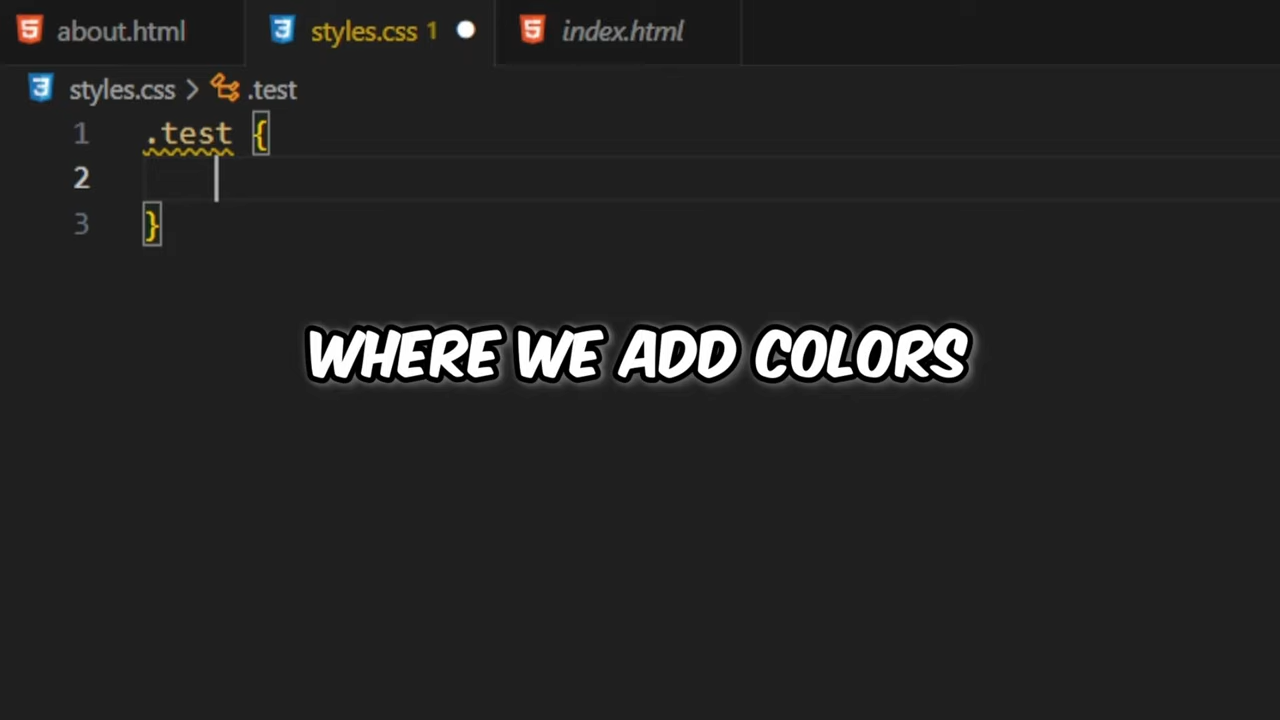 about.html
styles.css 1
index.html
styles.css > .test
1 .test {
2
3 }
WHERE WE ADD COLORS